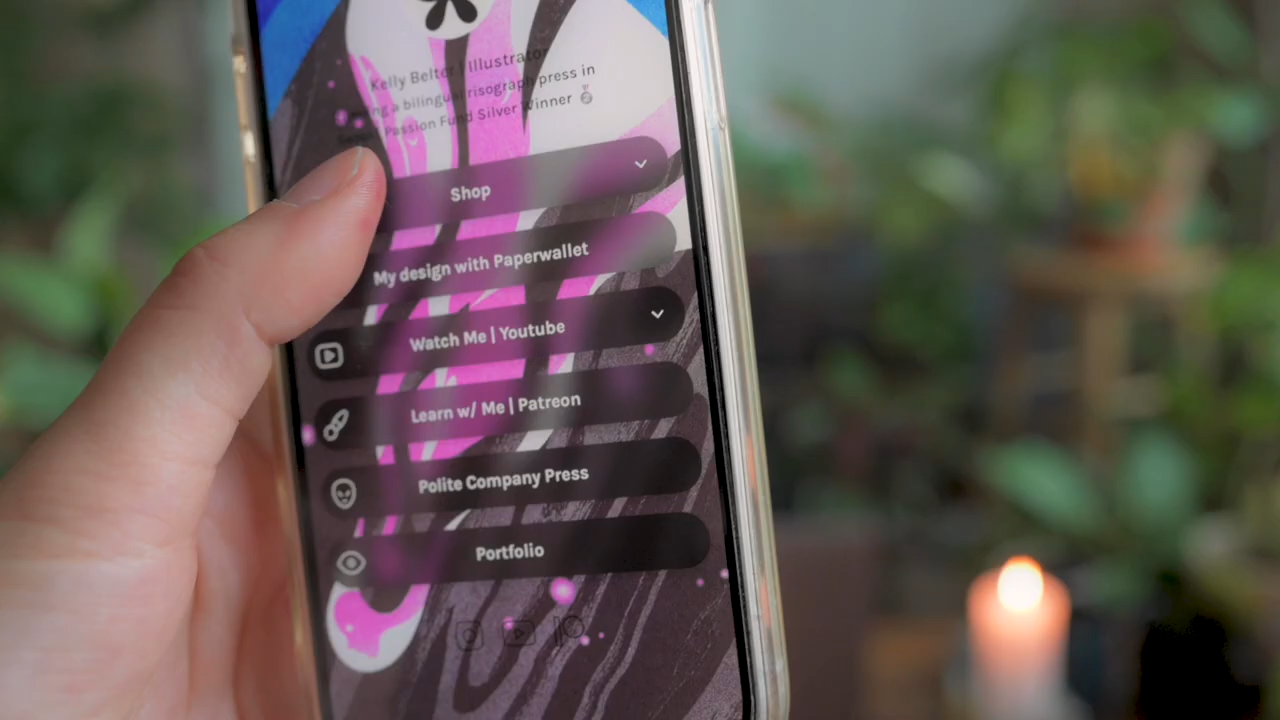 Kelly Belter | Illustrator
a bilingual risograph press in
Passion Fund Silver Winner 🥈
Shop
My design with Paperwallet
Watch Me | Youtube
Learn w/ Me | Patreon
Polite Company Press
Portfolio